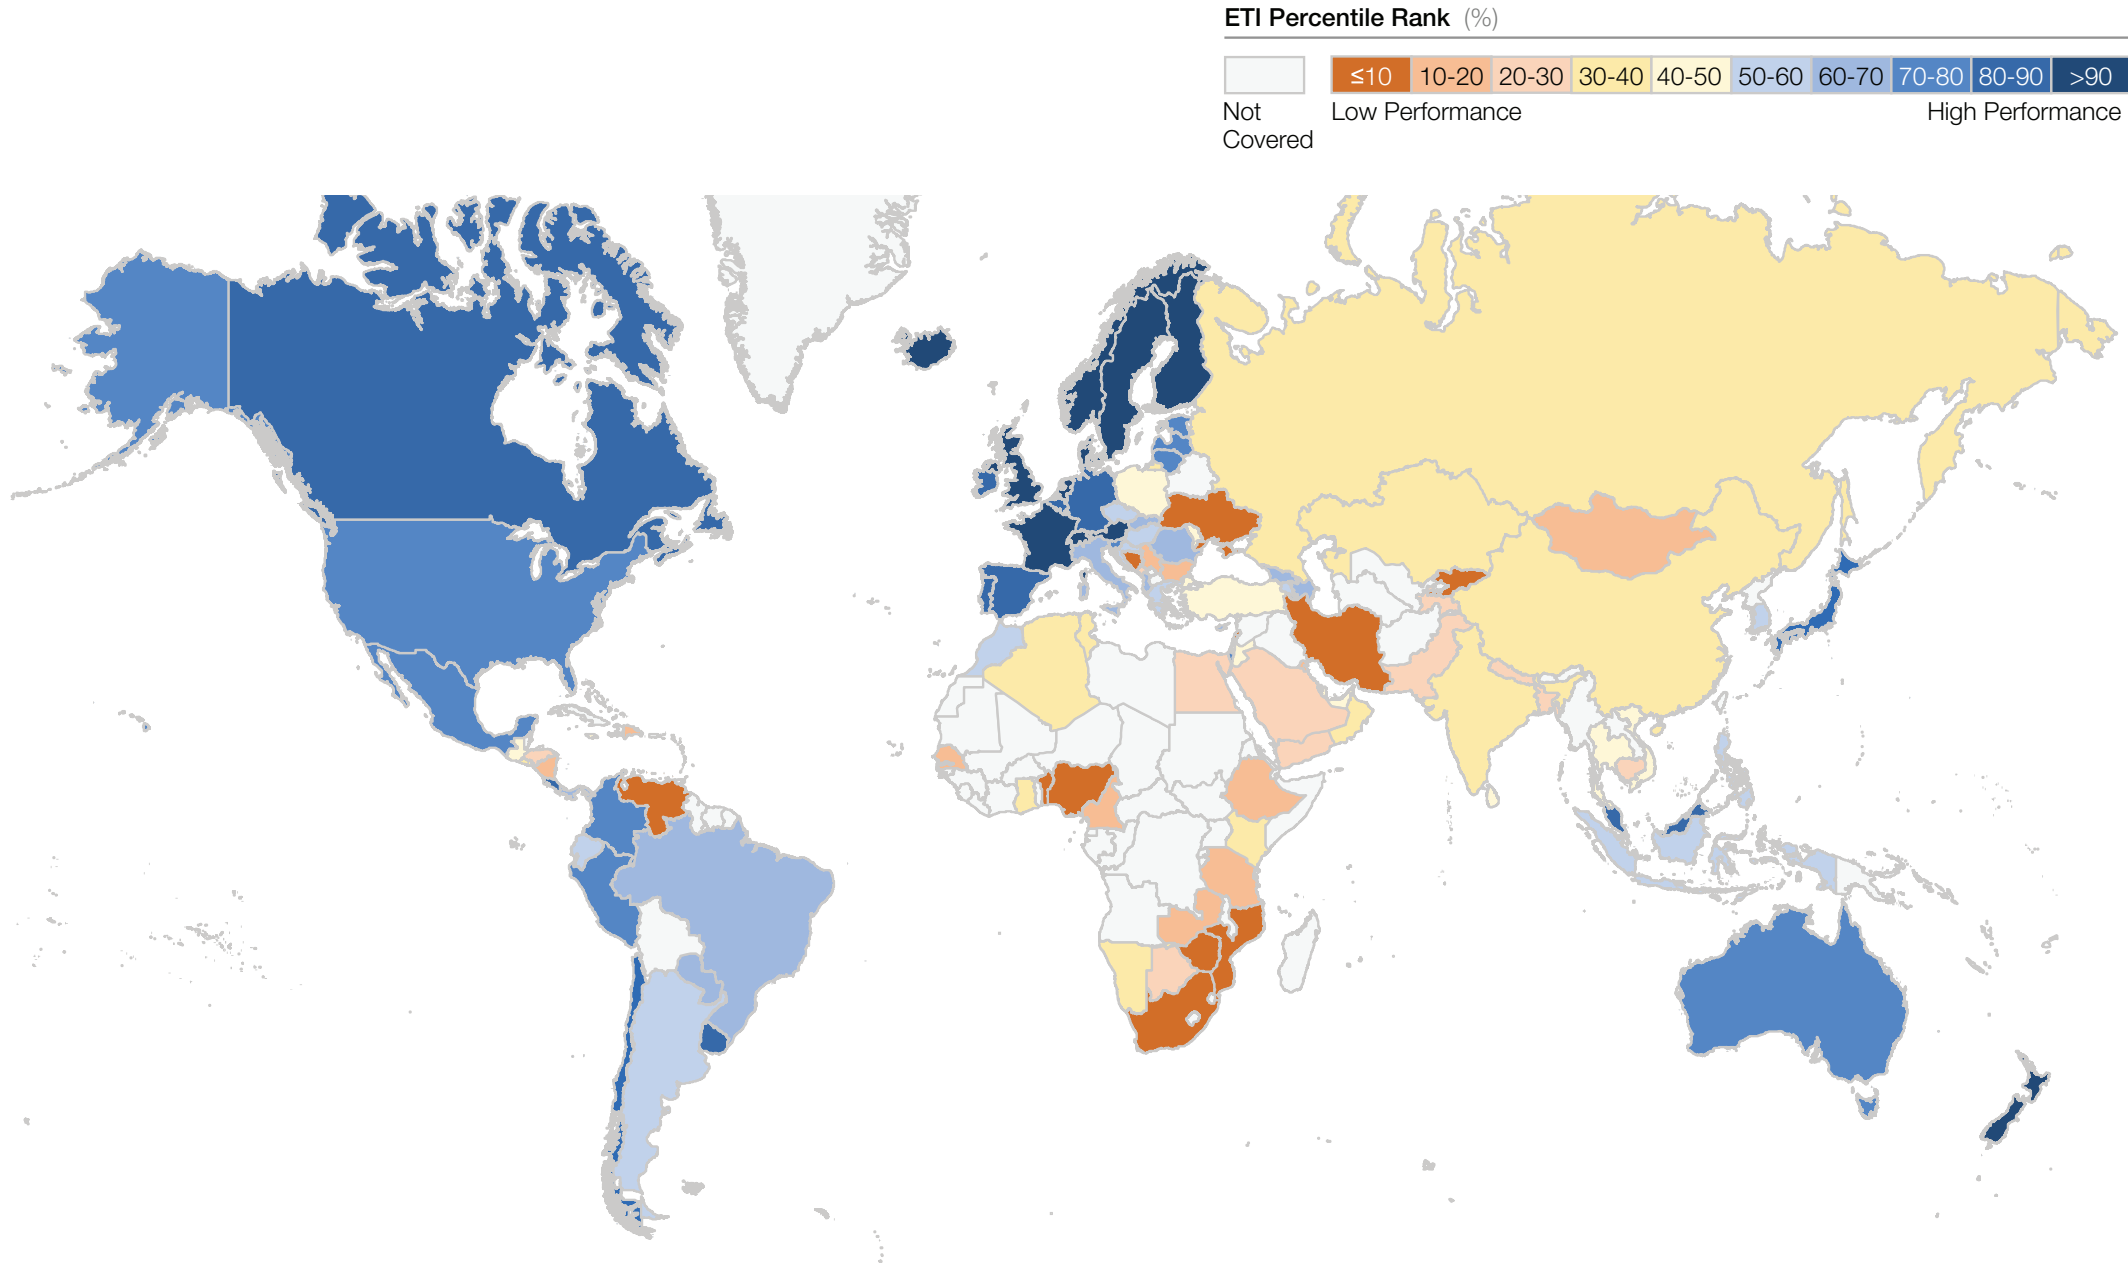 ETI Percentile Rank (%)
≤10 10-20 20-30 30-40 40-50 50-60 60-70 70-80 80-90 >90
Not Covered Low Performance High Performance